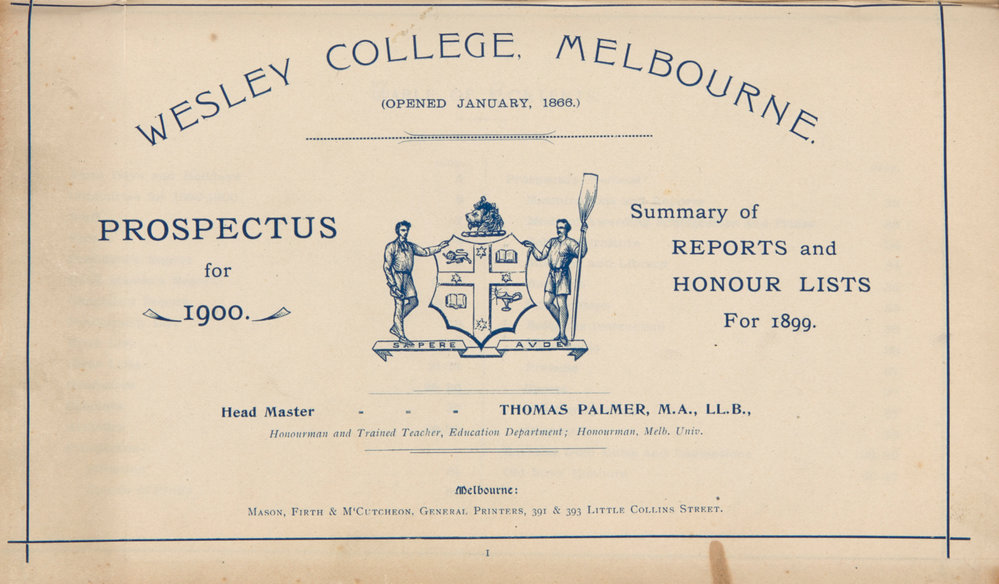 WESLEY COLLEGE, MELBOURNE.
(OPENED JANUARY, 1866.)
PROSPECTUS
for
1900.
Summary of
REPORTS and
HONOUR LISTS
For 1899.
SAPERE AUDE
Head Master - - - THOMAS PALMER, M.A., LL.B.,
Honourman and Trained Teacher, Education Department; Honourman, Melb. Univ.
Melbourne:
MASON, FIRTH & M'CUTCHEON, GENERAL PRINTERS, 391 & 393 LITTLE COLLINS STREET.
1